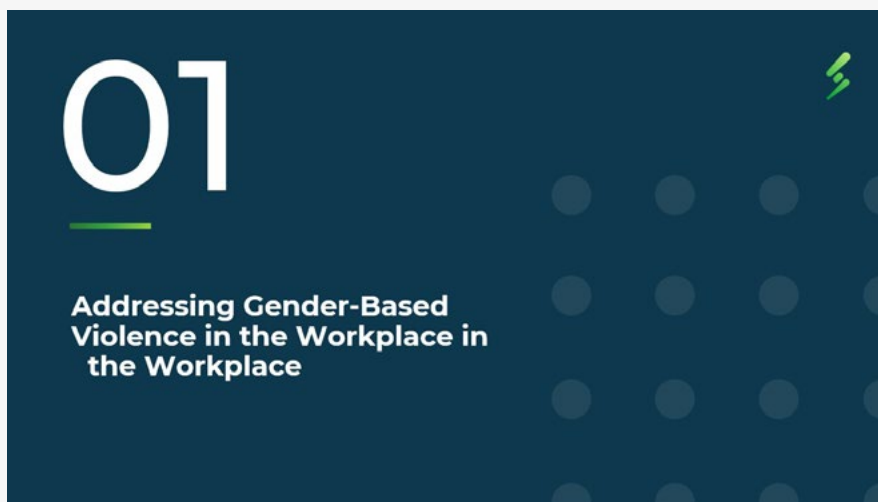 01
Addressing Gender-Based
Violence in the Workplace in
the Workplace